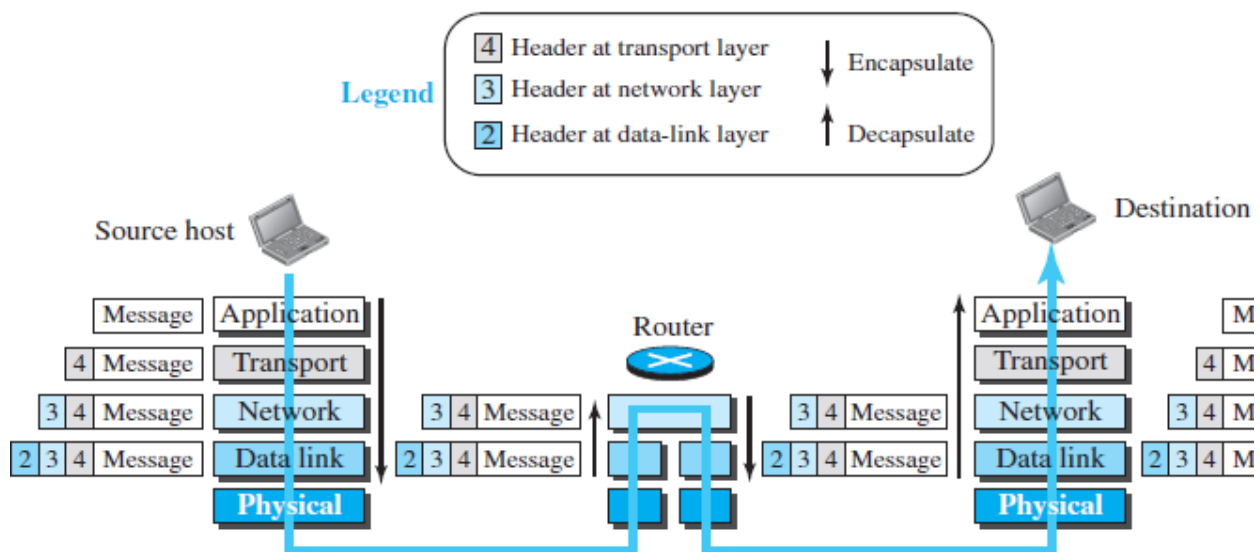 Legend
4 Header at transport layer
3 Header at network layer
2 Header at data-link layer
Encapsulate
Decapsulate
Source host
Message Application
4 Message Transport
3 4 Message Network
2 3 4 Message Data link
Physical
Router
3 4 Message
2 3 4 Message
3 4 Message
2 3 4 Message
Destination
Application
Transport
Network
Data link
Physical
4
3 4
2 3 4